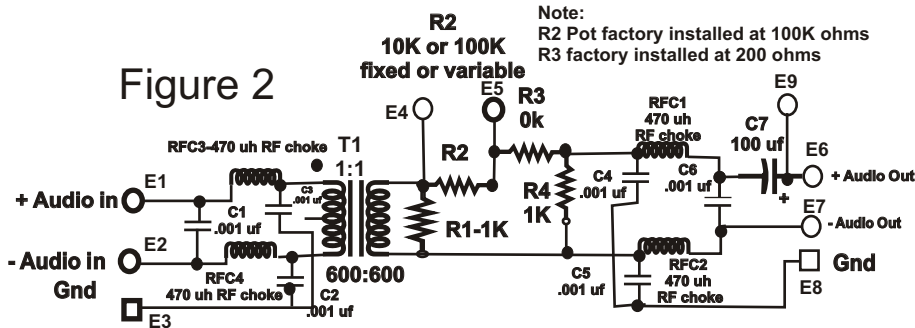 Note:
R2 Pot factory installed at 100K ohms
R3 factory installed at 200 ohms
R2
10K or 100K
fixed or variable
Figure 2
E4
E5
R3
0k
RFC1
470 uh
RF choke
E9
C7
100 uf
E6
+ Audio Out
RFC3-470 uh RF choke
T1
1:1
R2
E1
+ Audio in
C1
.001 uf
C3
.001 uf
R1-1K
R4
1K
C4
.001 uf
C6
.001 uf
+
E7
- Audio Out
E2
- Audio in
Gnd
RFC4
470 uh RF choke
600:600
C2
.001 uf
C5
.001 uf
RFC2
470 uh
RF choke
Gnd
E8
E3